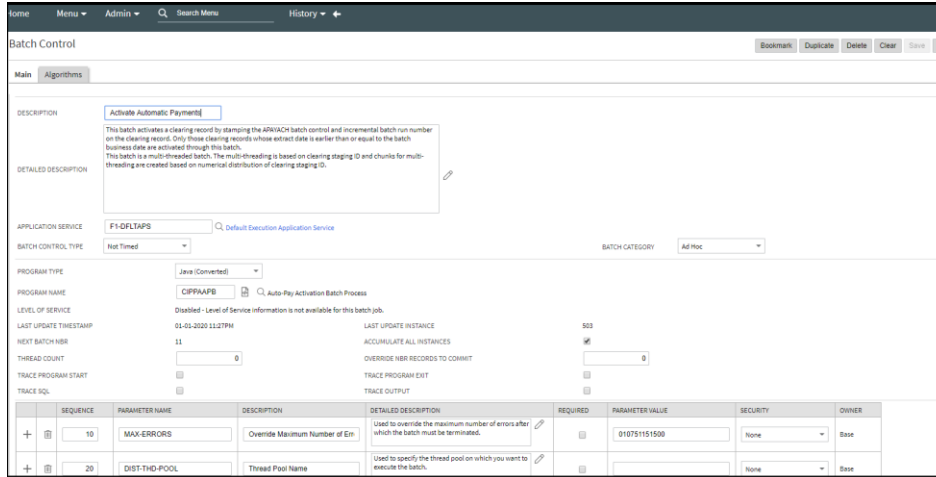 Home Menu Admin Search Menu History
Batch Control
Bookmark Duplicate Delete Clear Save
Main Algorithms
DESCRIPTION Activate Automatic Payments
This batch activates a clearing record by stamping the APAYACH batch control and incremental batch run number
on the clearing record. Only those clearing records whose extract date is earlier than or equal to the batch
business date are activated through this batch.
This batch is a multi-threaded batch. The multi-threading is based on clearing staging ID and chunks for multi-
threading are created based on numerical distribution of clearing staging ID.
DETAILED DESCRIPTION
APPLICATION SERVICE F1-DFLTAPS Default Execution Application Service
BATCH CONTROL TYPE Not Timed BATCH CATEGORY Ad Hoc
PROGRAM TYPE Java (Converted)
PROGRAM NAME CIPPAAPB Auto-Pay Activation Batch Process
LEVEL OF SERVICE Disabled - Level of Service Information is not available for this batch job.
LAST UPDATE TIMESTAMP 01-01-2020 11:27PM LAST UPDATE INSTANCE 503
NEXT BATCH NBR 11 ACCUMULATE ALL INSTANCES
THREAD COUNT 0 OVERRIDE NBR RECORDS TO COMMIT 0
TRACE PROGRAM START TRACE PROGRAM EXIT
TRACE SQL TRACE OUTPUT
SEQUENCE PARAMETER NAME DESCRIPTION DETAILED DESCRIPTION REQUIRED PARAMETER VALUE SECURITY OWNER
10 MAX-ERRORS Override Maximum Number of Err Used to override the maximum number of errors after
which the batch must be terminated. 010751151500 None Base
20 DIST-THD-POOL Thread Pool Name Used to specify the thread pool on which you want to
execute the batch. None Base